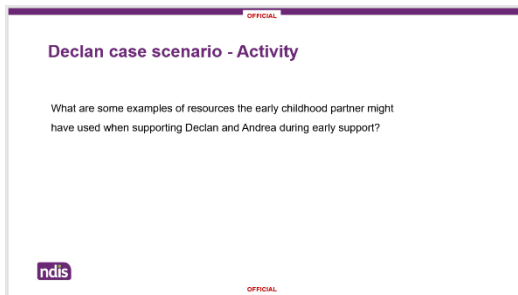 OFFICIAL
Declan case scenario - Activity
What are some examples of resources the early childhood partner might
have used when supporting Declan and Andrea during early support?
ndis
OFFICIAL